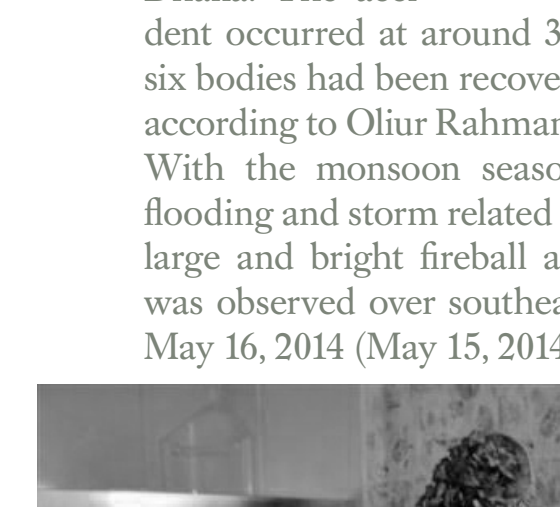 dent occurred at around 3
six bodies had been recove
according to Oliur Rahman
With the monsoon seaso
flooding and storm related
large and bright fireball a
was observed over southea
May 16, 2014 (May 15, 2014